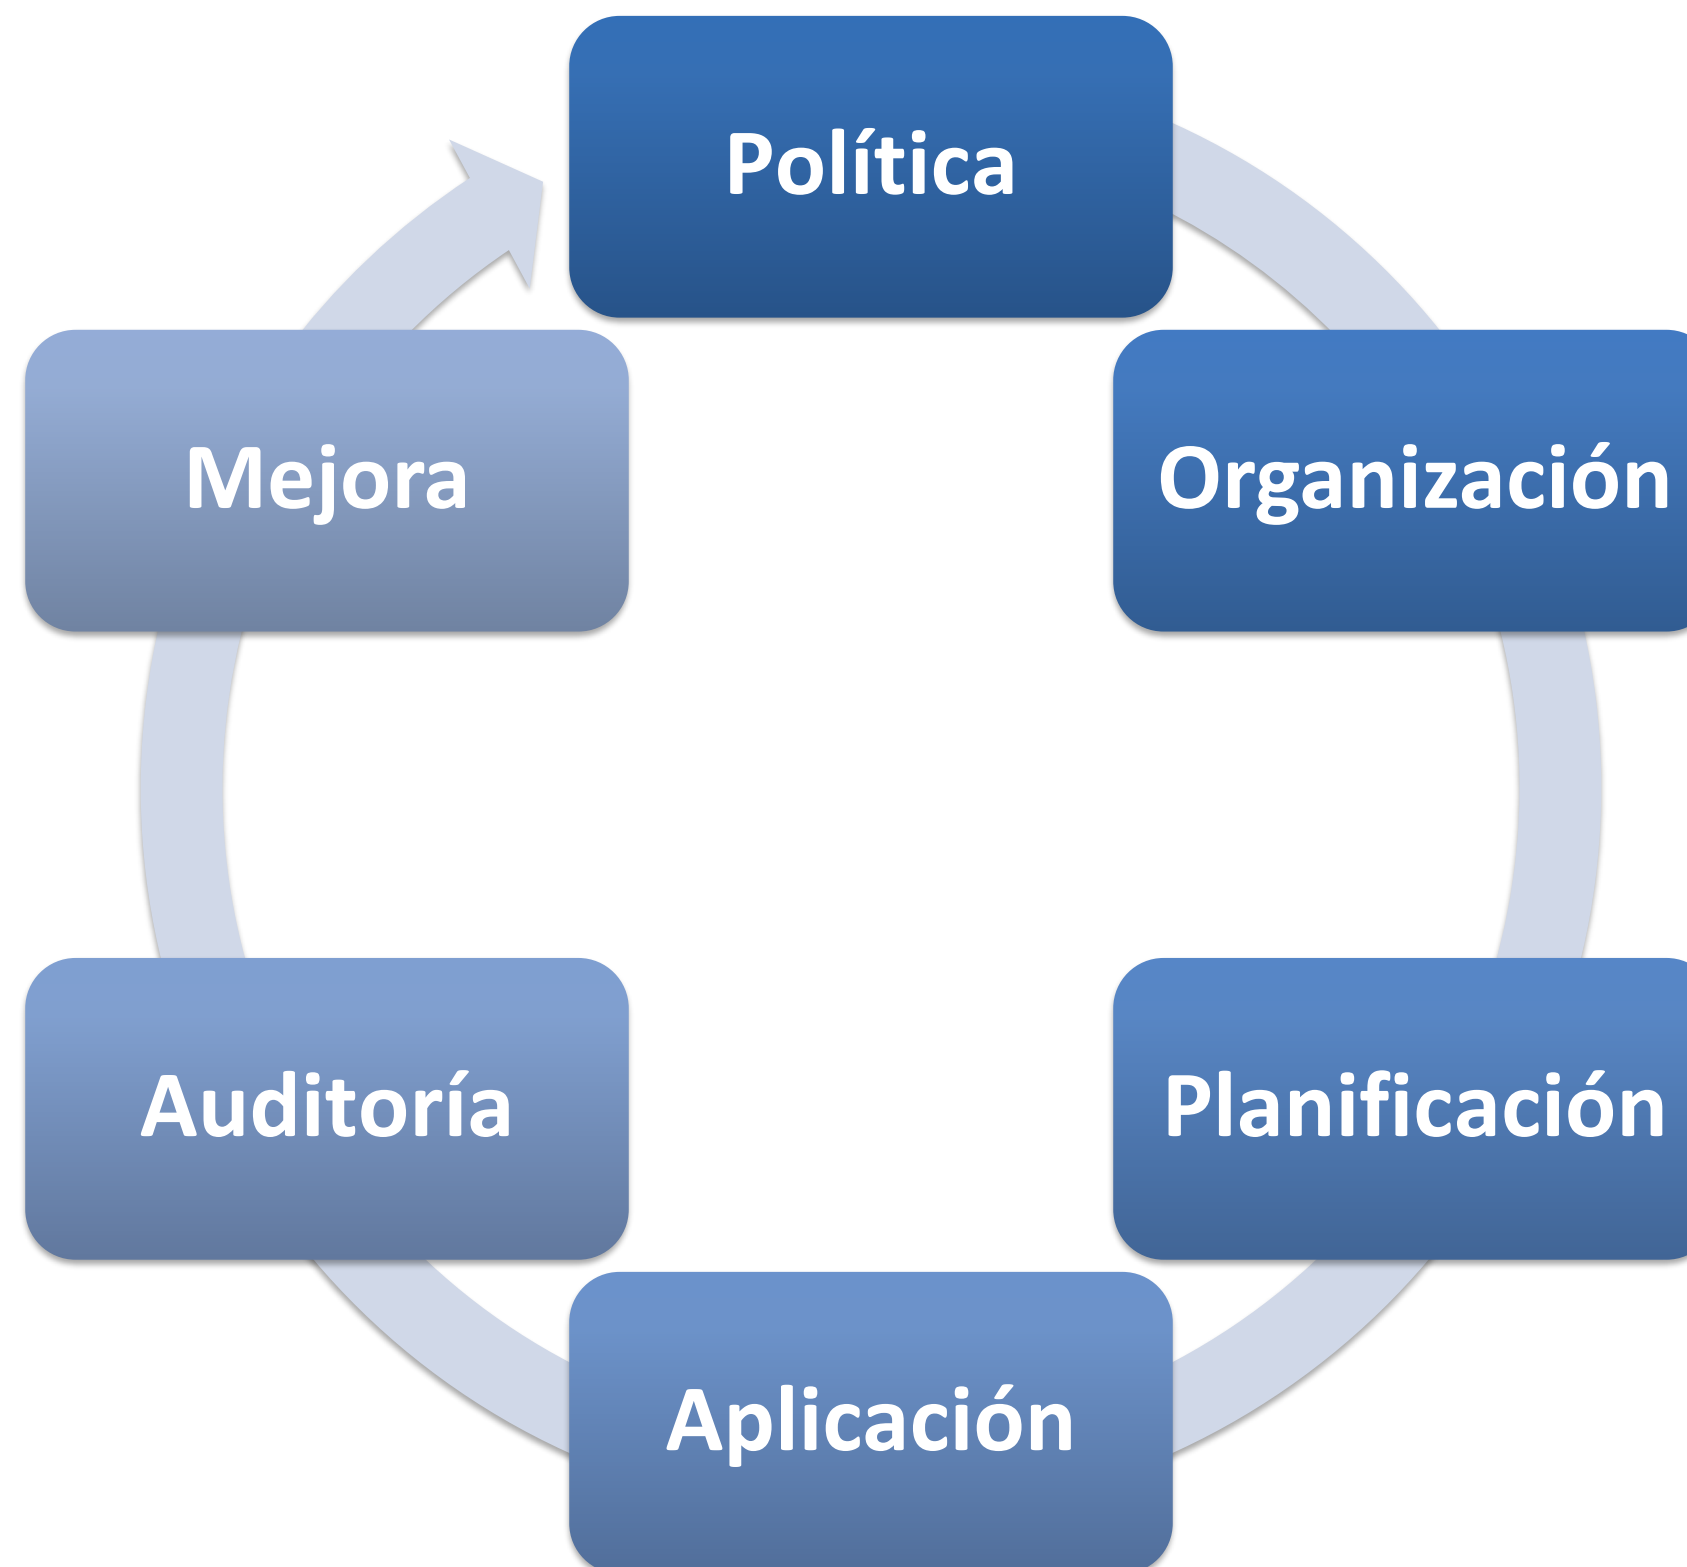 Política
Organización
Planificación
Aplicación
Auditoría
Mejora